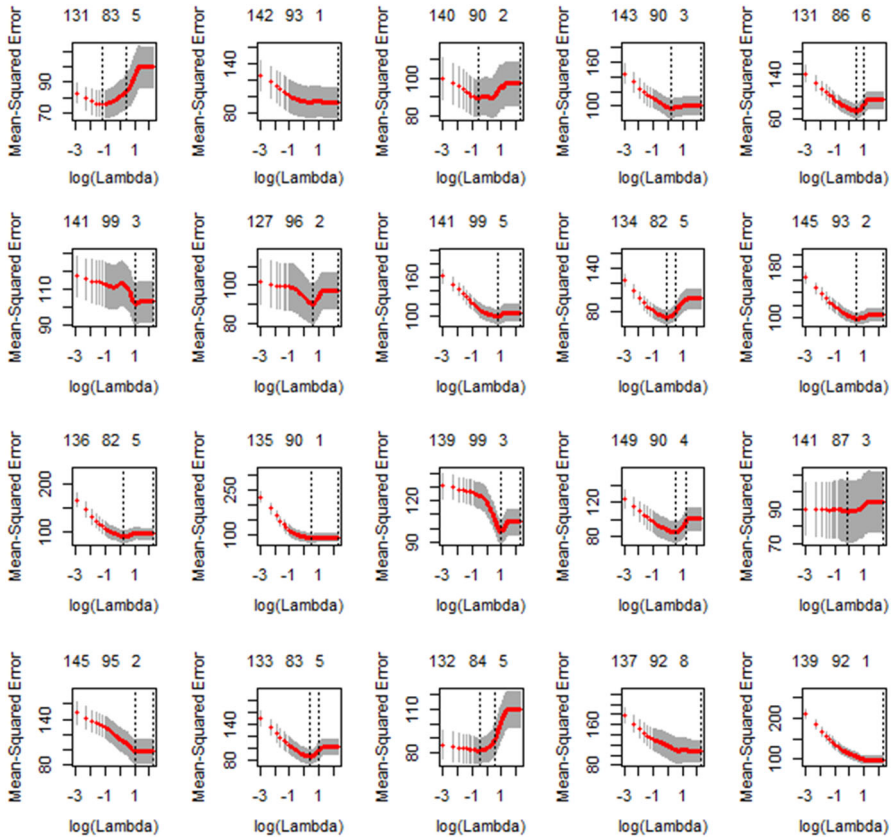 131 83 5
Mean-Squared Error
70 90
-3 -1 1
log(Lambda)
142 93 1
Mean-Squared Error
80 140
-3 -1 1
log(Lambda)
140 90 2
Mean-Squared Error
80 100
-3 -1 1
log(Lambda)
143 90 3
Mean-Squared Error
100 160
-3 -1 1
log(Lambda)
131 86 6
Mean-Squared Error
60 140
-3 -1 1
log(Lambda)
141 99 3
Mean-Squared Error
90 110
-3 -1 1
log(Lambda)
127 96 2
Mean-Squared Error
80 100
-3 -1 1
log(Lambda)
141 99 5
Mean-Squared Error
100 160
-3 -1 1
log(Lambda)
134 82 5
Mean-Squared Error
80 140
-3 -1 1
log(Lambda)
145 93 2
Mean-Squared Error
100 180
-3 -1 1
log(Lambda)
136 82 5
Mean-Squared Error
100 200
-3 -1 1
log(Lambda)
135 90 1
Mean-Squared Error
100 250
-3 -1 1
log(Lambda)
139 99 3
Mean-Squared Error
90 120
-3 -1 1
log(Lambda)
149 90 4
Mean-Squared Error
80 120
-3 -1 1
log(Lambda)
141 87 3
Mean-Squared Error
70 90
-3 -1 1
log(Lambda)
145 95 2
Mean-Squared Error
80 140
-3 -1 1
log(Lambda)
133 83 5
Mean-Squared Error
80 140
-3 -1 1
log(Lambda)
132 84 5
Mean-Squared Error
80 120
-3 -1 1
log(Lambda)
137 92 8
Mean-Squared Error
80 160
-3 -1 1
log(Lambda)
139 92 1
Mean-Squared Error
100 200
-3 -1 1
log(Lambda)